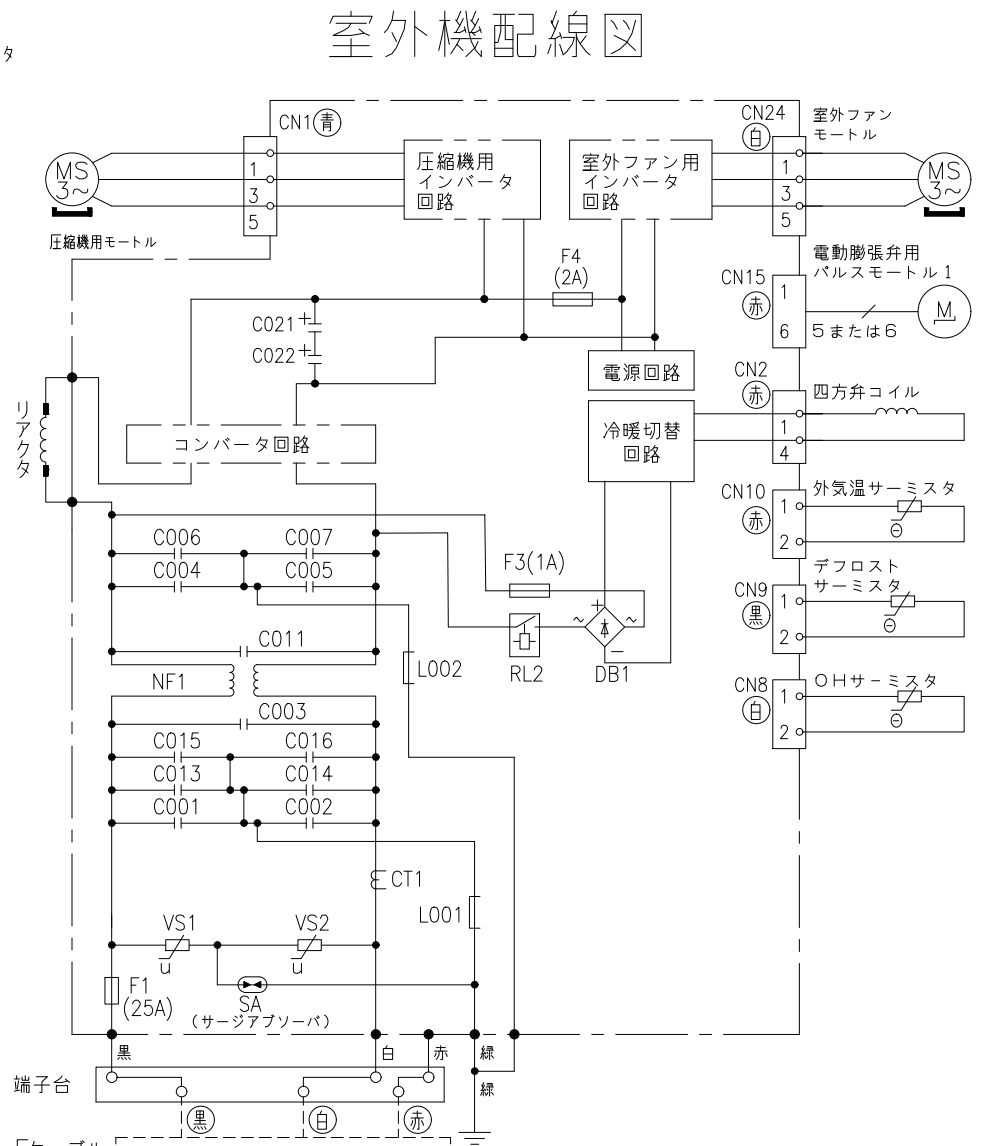 室外機配線図
タ
CN1 青
CN24
白
室外ファン
モートル
MS
3~
1
3
5
圧縮機用
インバータ
回路
室外ファン用
インバータ
回路
1
3
5
MS
3~
圧縮機用モートル
F4
(2A)
CN15
赤
1
6
電動膨張弁用
パルスモートル1
M
5または6
C021 +
C022 +
電源回路
CN2
赤
1
4
四方弁コイル
リアクタ
コンバータ回路
冷暖切替
回路
CN10
赤
1
2
外気温サーミスタ
Θ
C006
C007
C004
C005
F3(1A)
デフロスト
サーミスタ
CN9
黒
1
2
Θ
+
~
~
−
RL2
DB1
C011
L002
NF1
CN8
白
1
2
OHサーミスタ
Θ
C003
C015
C016
C013
C014
C001
C002
CT1
L001
VS1
VS2
u
u
F1
(25A)
SA
(サージアブソーバ)
黒
白
赤
緑
端子台
緑
黒
白
赤